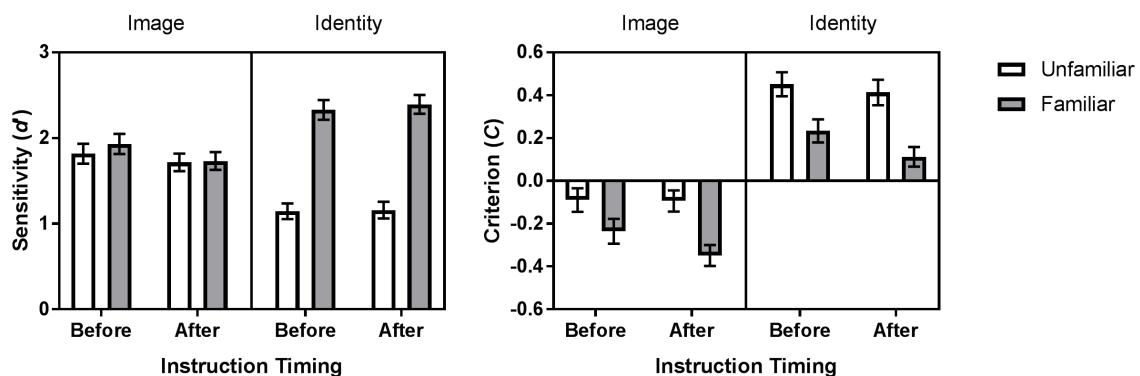 Image Identity
Sensitivity (d')
3
2
1
0
Before After Before After
Instruction Timing
Image Identity
Criterion (C)
0.6
0.4
0.2
0.0
-0.2
-0.4
-0.6
Before After Before After
Instruction Timing
Unfamiliar
Familiar